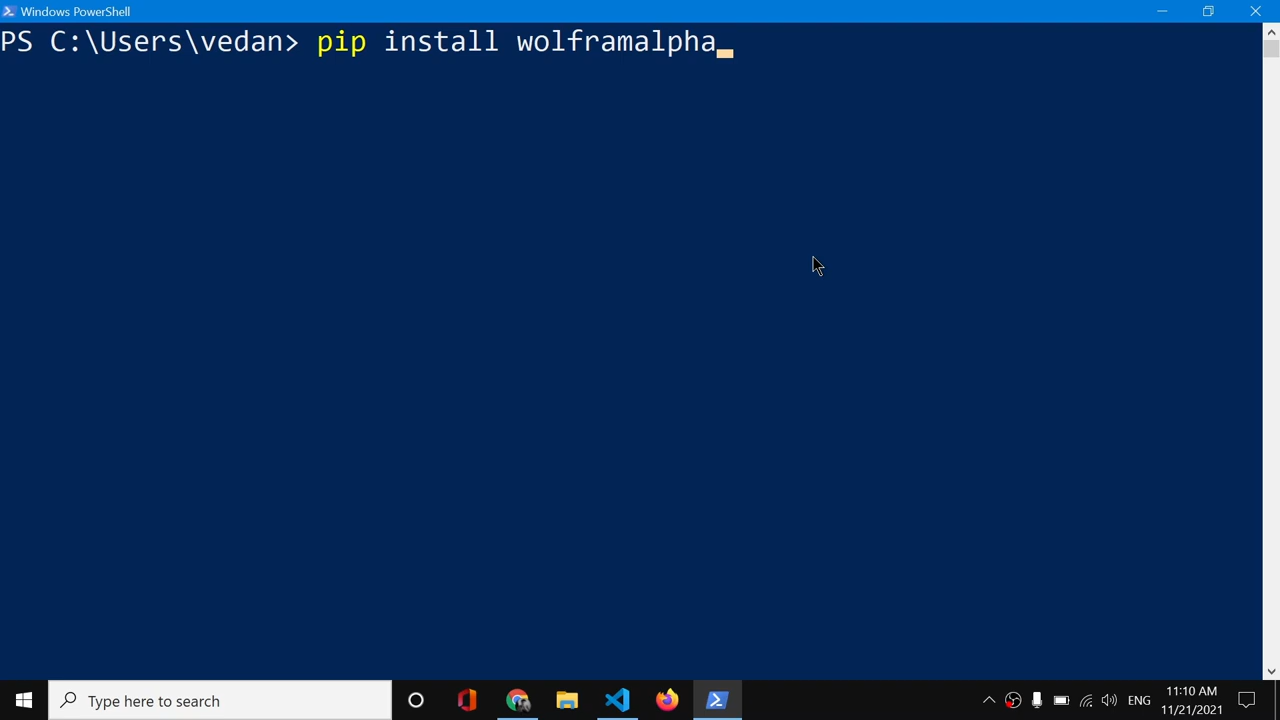 Windows PowerShell
PS C:\Users\vedan> pip install wolframalpha
Type here to search
ENG
11:10 AM
11/21/2021